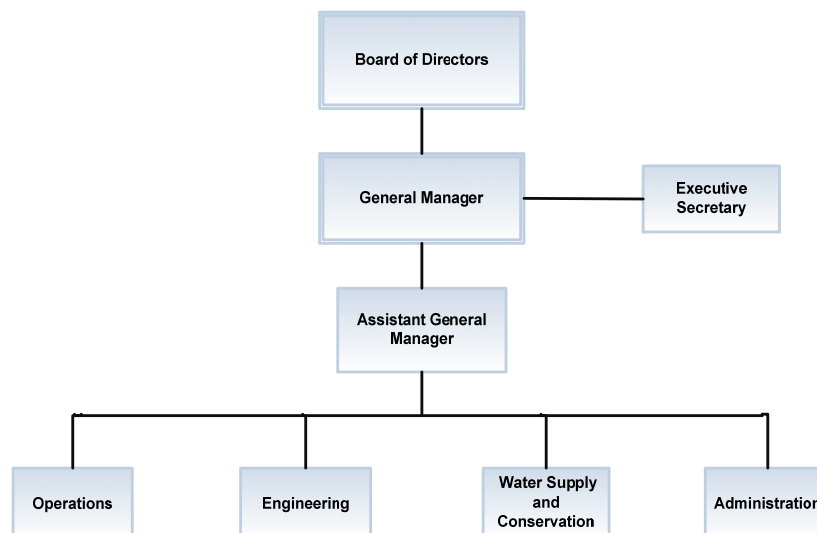 Board of Directors
General Manager
Executive
Secretary
Assistant General
Manager
Operations
Engineering
Water Supply
and
Conservation
Administration